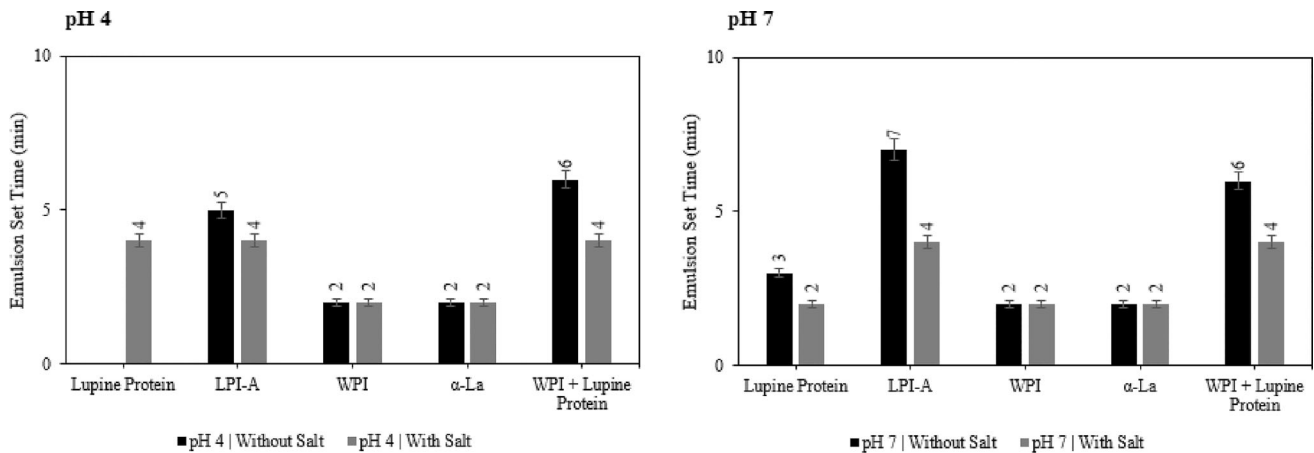 pH 4
Emulsion Set Time (min)
10
5
0
4
5
4
2
2
2
2
6
4
Lupine Protein
LPI-A
WPI
α-La
WPI + Lupine
Protein
pH 4 | Without Salt
pH 4 | With Salt
pH 7
Emulsion Set Time (min)
10
5
0
3
2
7
4
2
2
2
2
6
4
Lupine Protein
LPI-A
WPI
α-La
WPI + Lupine
Protein
pH 7 | Without Salt
pH 7 | With Salt